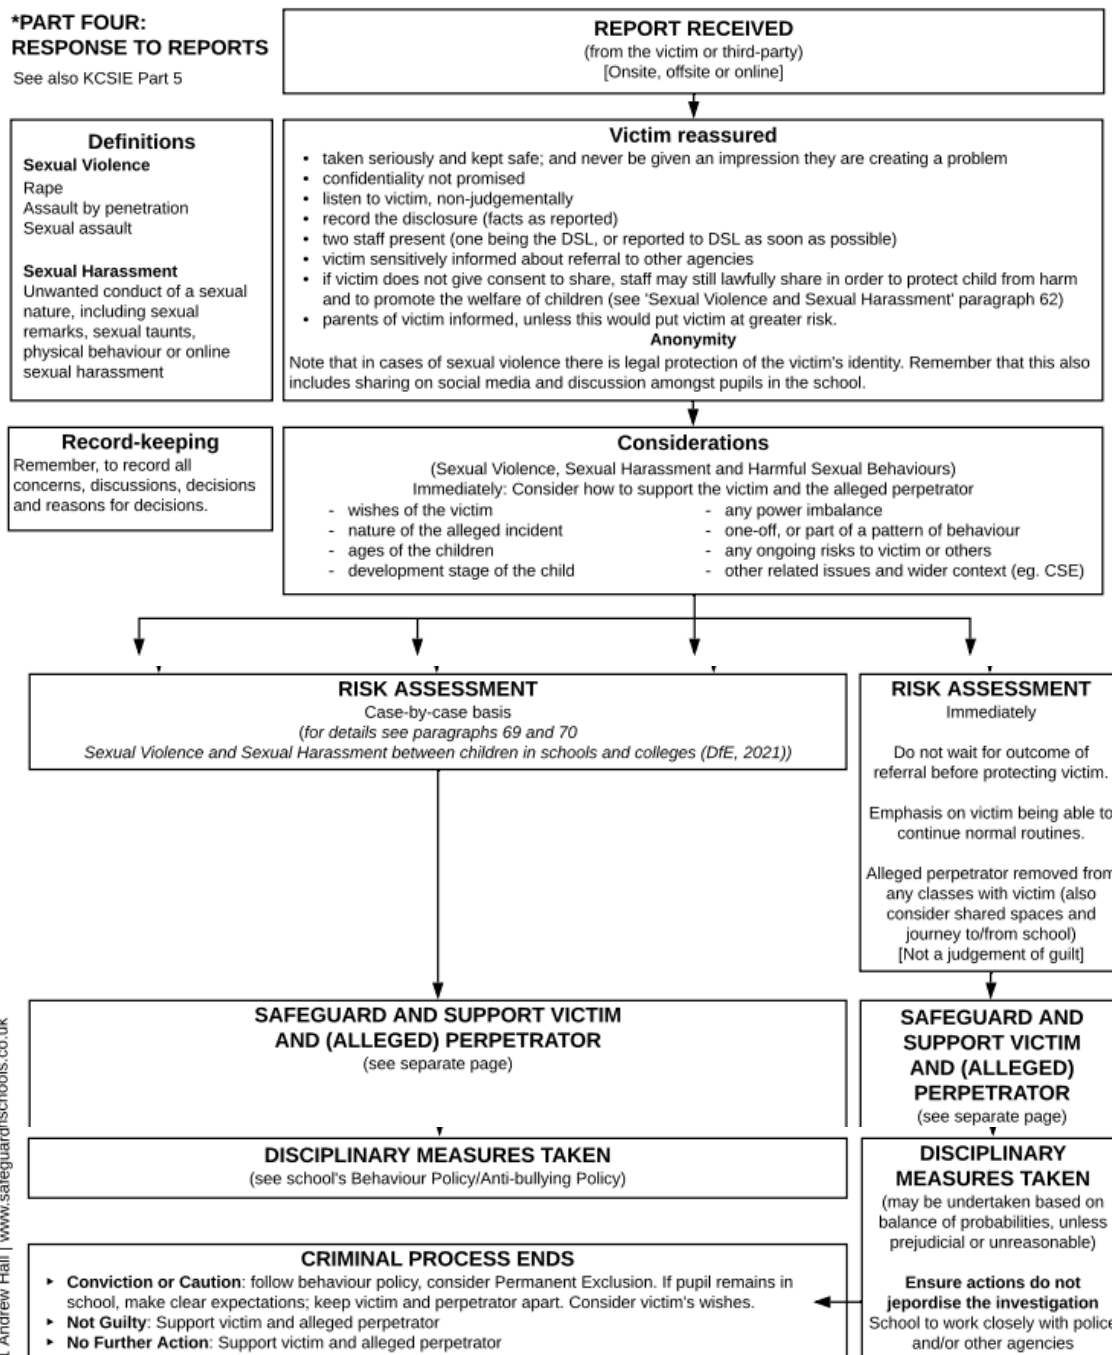 *PART FOUR:
RESPONSE TO REPORTS
See also KCSIE Part 5
REPORT RECEIVED
(from the victim or third-party)
[Onsite, offsite or online]
Definitions
Sexual Violence
Rape
Assault by penetration
Sexual assault
Sexual Harassment
Unwanted conduct of a sexual
nature, including sexual
remarks, sexual taunts,
physical behaviour or online
sexual harassment
Victim reassured
• taken seriously and kept safe; and never be given an impression they are creating a problem
• confidentiality not promised
• listen to victim, non-judgementally
• record the disclosure (facts as reported)
• two staff present (one being the DSL, or reported to DSL as soon as possible)
• victim sensitively informed about referral to other agencies
• if victim does not give consent to share, staff may still lawfully share in order to protect child from harm
and to promote the welfare of children (see 'Sexual Violence and Sexual Harassment' paragraph 62)
• parents of victim informed, unless this would put victim at greater risk.
Anonymity
Note that in cases of sexual violence there is legal protection of the victim's identity. Remember that this also
includes sharing on social media and discussion amongst pupils in the school.
Record-keeping
Remember, to record all
concerns, discussions, decisions
and reasons for decisions.
Considerations
(Sexual Violence, Sexual Harassment and Harmful Sexual Behaviours)
Immediately: Consider how to support the victim and the alleged perpetrator
- wishes of the victim
- nature of the alleged incident
- ages of the children
- development stage of the child
- any power imbalance
- one-off, or part of a pattern of behaviour
- any ongoing risks to victim or others
- other related issues and wider context (eg. CSE)
RISK ASSESSMENT
Case-by-case basis
(for details see paragraphs 69 and 70
Sexual Violence and Sexual Harassment between children in schools and colleges (DfE, 2021))
RISK ASSESSMENT
Immediately
Do not wait for outcome of
referral before protecting victim.
Emphasis on victim being able to
continue normal routines.
Alleged perpetrator removed from
any classes with victim (also
consider shared spaces and
journey to/from school)
[Not a judgement of guilt]
SAFEGUARD AND SUPPORT VICTIM
AND (ALLEGED) PERPETRATOR
(see separate page)
SAFEGUARD AND
SUPPORT VICTIM
AND (ALLEGED)
PERPETRATOR
(see separate page)
DISCIPLINARY MEASURES TAKEN
(see school's Behaviour Policy/Anti-bullying Policy)
DISCIPLINARY
MEASURES TAKEN
(may be undertaken based on
balance of probabilities, unless
prejudicial or unreasonable)
Ensure actions do not
jepordise the investigation
School to work closely with police
and/or other agencies
CRIMINAL PROCESS ENDS
‣ Conviction or Caution: follow behaviour policy, consider Permanent Exclusion. If pupil remains in
school, make clear expectations; keep victim and perpetrator apart. Consider victim's wishes.
‣ Not Guilty: Support victim and alleged perpetrator
‣ No Further Action: Support victim and alleged perpetrator
Andrew Hall | www.safeguardinschools.co.uk